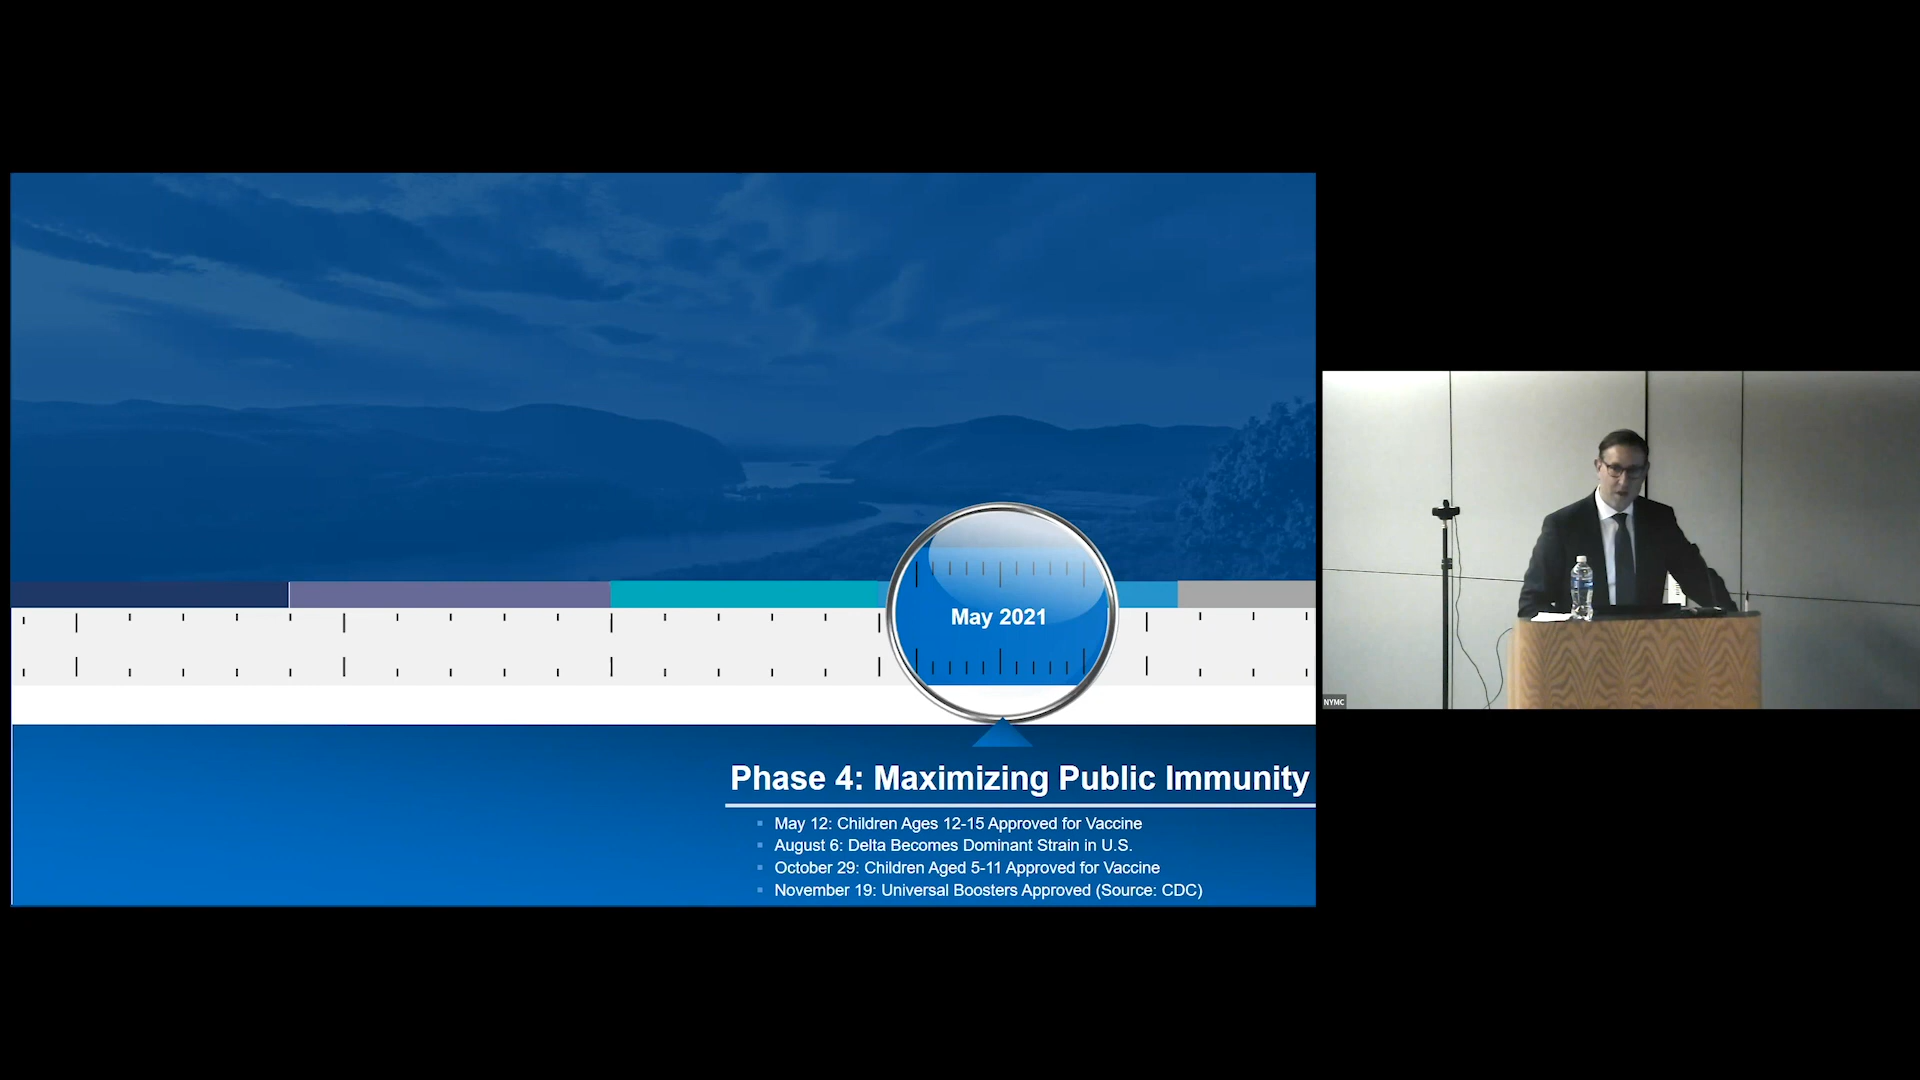 May 2021
Phase 4: Maximizing Public Immunity
▪ May 12: Children Ages 12-15 Approved for Vaccine
▪ August 6: Delta Becomes Dominant Strain in U.S.
▪ October 29: Children Aged 5-11 Approved for Vaccine
▪ November 19: Universal Boosters Approved (Source: CDC)
NYMC